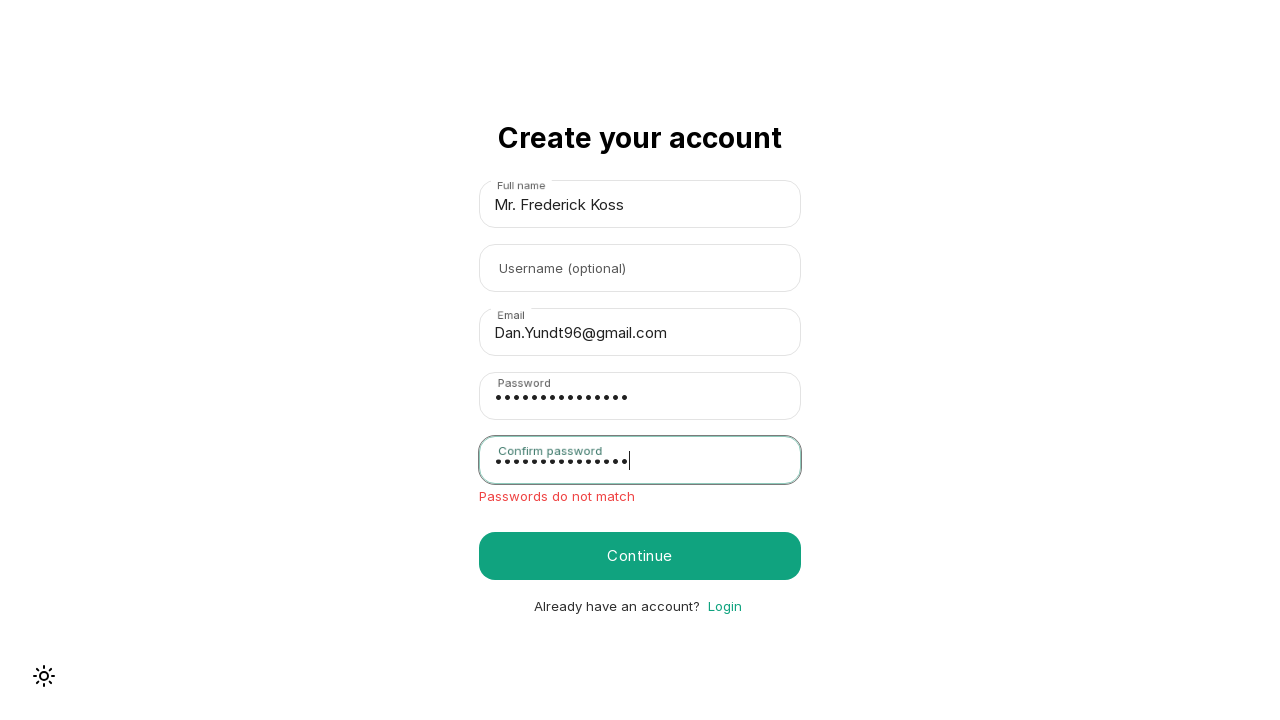 Create your account
Full name
Mr. Frederick Koss
Username (optional)
Email
Dan.Yundt96@gmail.com
Password
•••••••••••••••
Confirm password
•••••••••••••••
Passwords do not match
Continue
Already have an account? Login